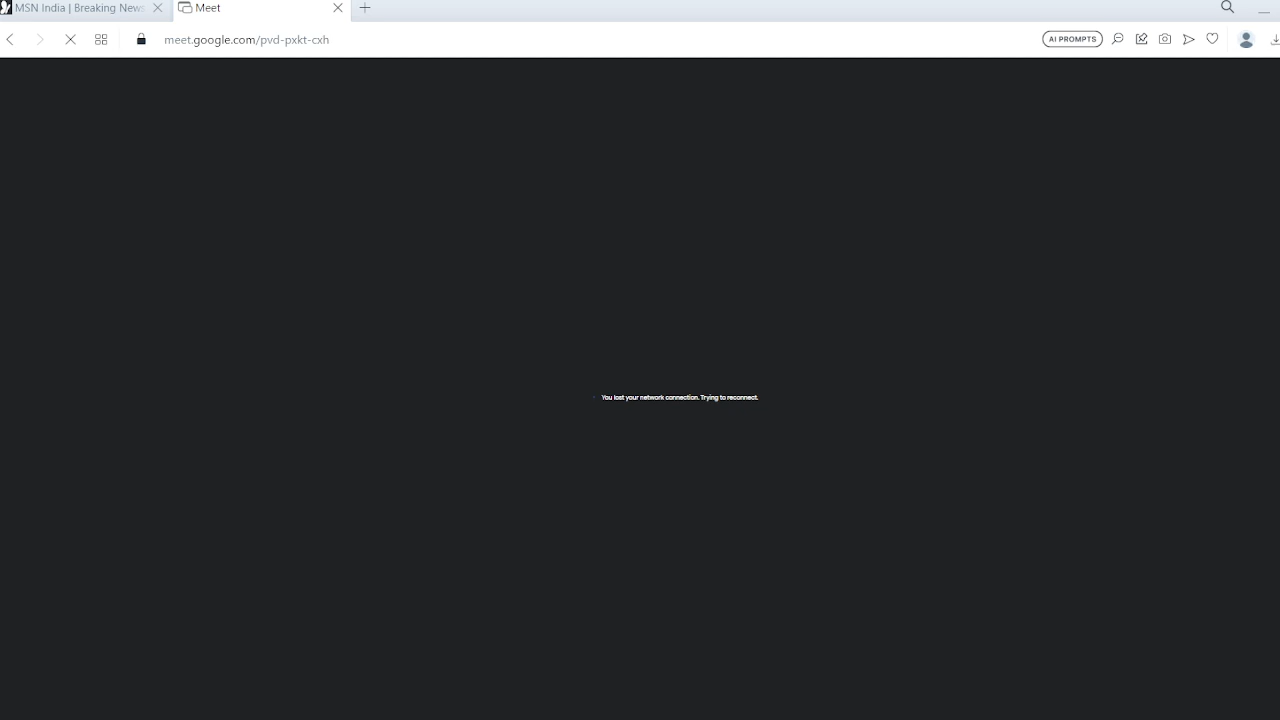 MSN India | Breaking News
Meet
meet.google.com/pvd-pxkt-cxh
AI PROMPTS
You lost your network connection. Trying to reconnect.